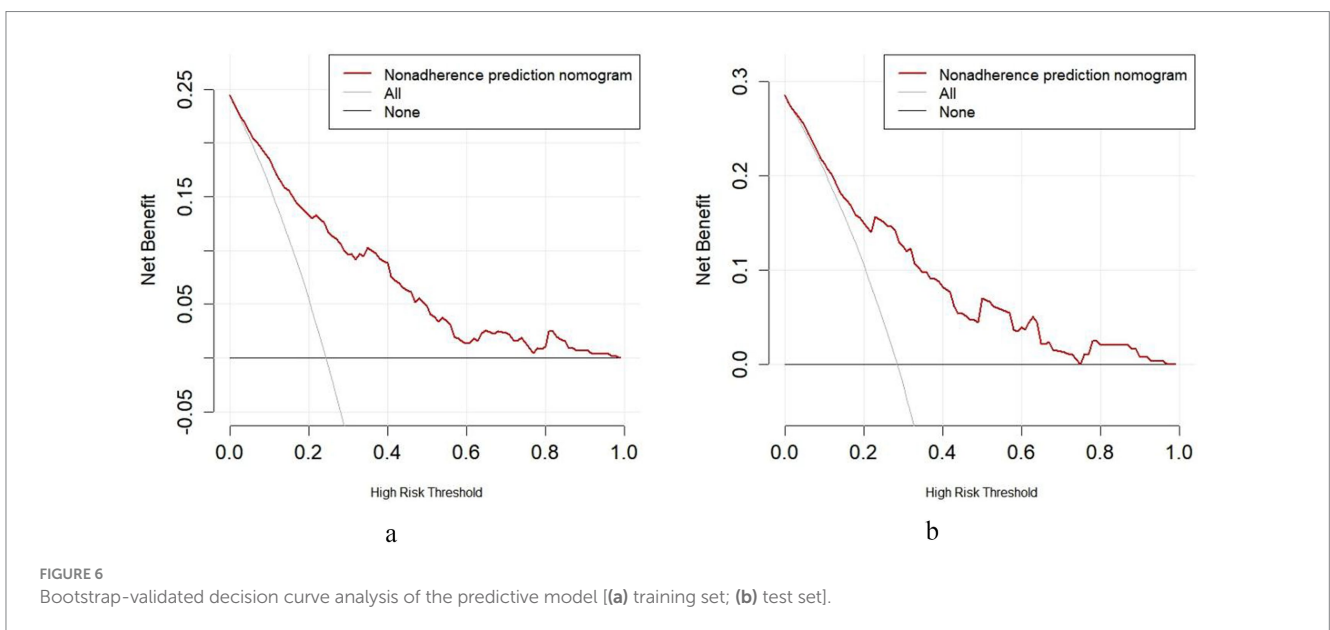 Nonadherence prediction nomogram
All
None
0.25
0.15
0.05
-0.05
Net Benefit
0.0 0.2 0.4 0.6 0.8 1.0
High Risk Threshold
a
Nonadherence prediction nomogram
All
None
0.3
0.2
0.1
0.0
Net Benefit
0.0 0.2 0.4 0.6 0.8 1.0
High Risk Threshold
b
FIGURE 6
Bootstrap-validated decision curve analysis of the predictive model [(a) training set; (b) test set].